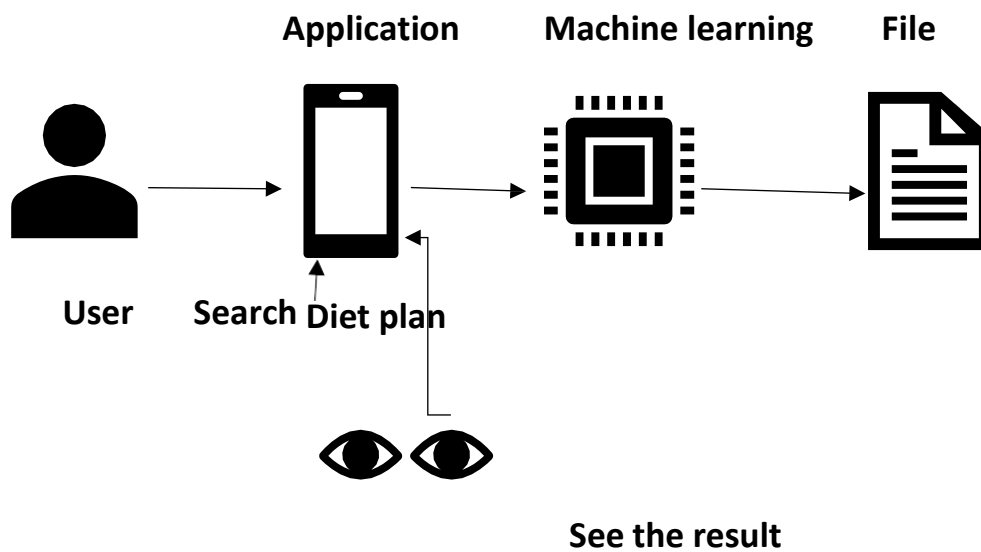 Application Machine learning File
User Search Diet plan
See the result